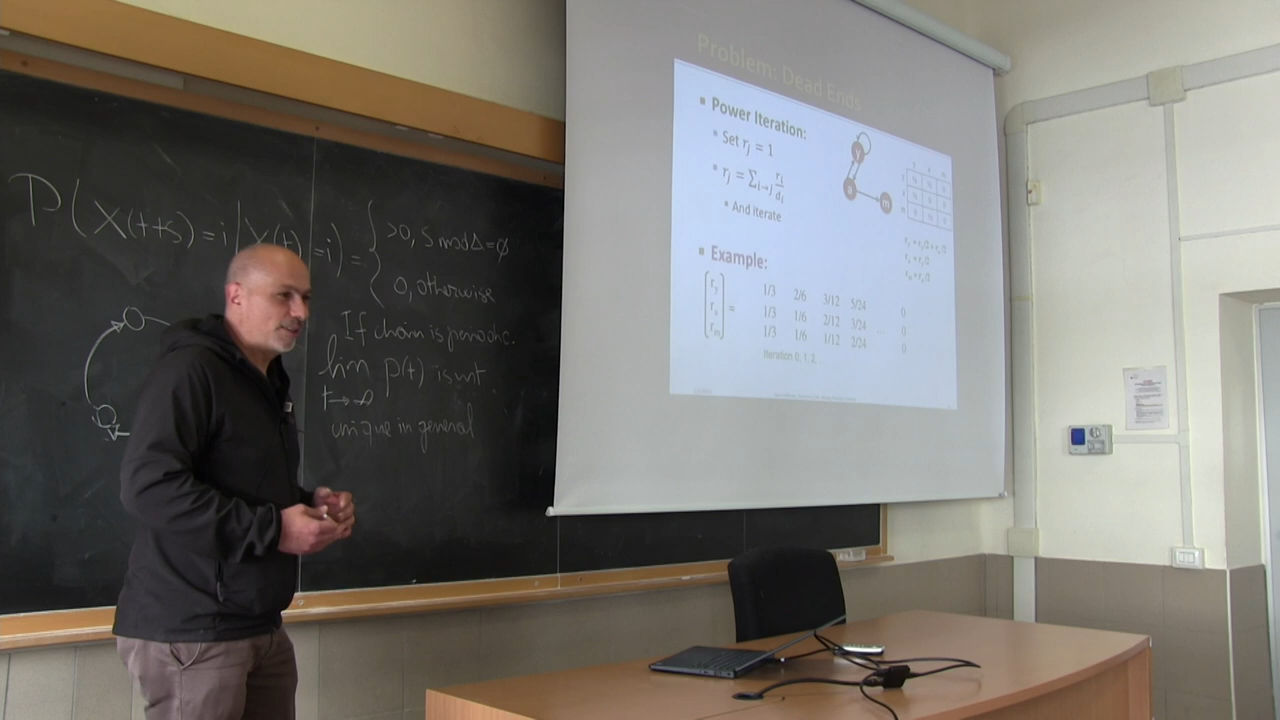 P(X(t+s)=i|X(t)=i)= { >0, s mod Δ=∅
0, otherwise
If chain is periodic.
lim p(t) is not
t→∞
unique in general
Problem: Dead Ends
▪ Power Iteration:
▪ Set r_j = 1
▪ r_j = ∑_{i→j} r_i/d_i
▪ And iterate
y
a
m
▪ Example:
r_y 1/3 2/6 3/12 5/24 0
r_a = 1/3 1/6 2/12 3/24 ... 0
r_m 1/3 1/6 1/12 2/24 0
Iteration 0, 1, 2,